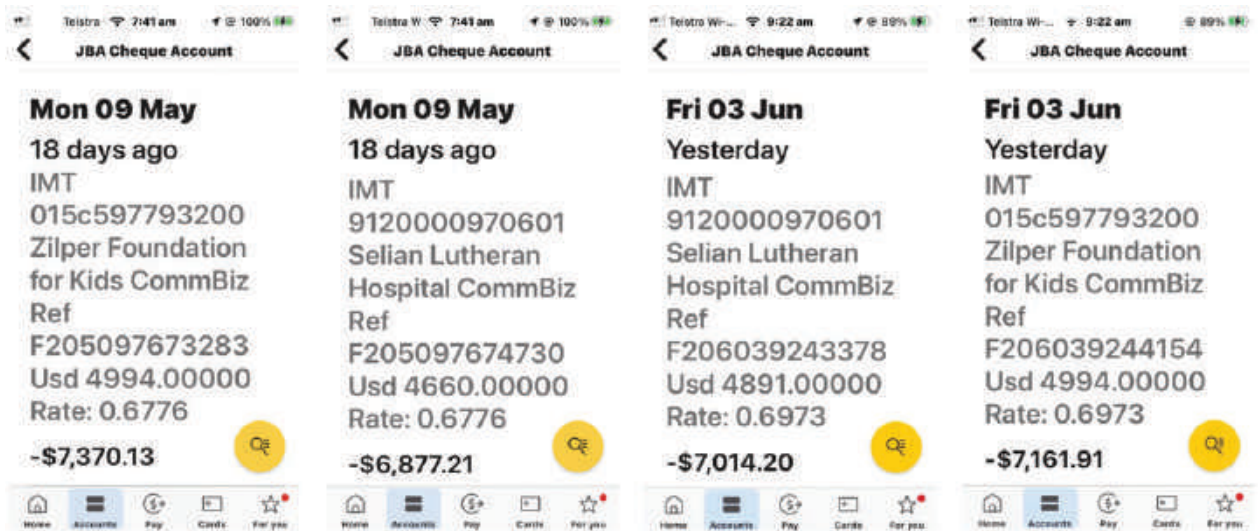 Telstra 7:41 am 100%
JBA Cheque Account
Mon 09 May
18 days ago
IMT
015c597793200
Zilper Foundation
for Kids CommBiz
Ref
F205097673283
Usd 4994.00000
Rate: 0.6776
-$7,370.13
Home Accounts Pay Cards For you
Telstra W 7:41 am 100%
JBA Cheque Account
Mon 09 May
18 days ago
IMT
9120000970601
Selian Lutheran
Hospital CommBiz
Ref
F205097674730
Usd 4660.00000
Rate: 0.6776
-$6,877.21
Home Accounts Pay Cards For you
Telstra Wi-... 9:22 am 89%
JBA Cheque Account
Fri 03 Jun
Yesterday
IMT
9120000970601
Selian Lutheran
Hospital CommBiz
Ref
F206039243378
Usd 4891.00000
Rate: 0.6973
-$7,014.20
Home Accounts Pay Cards For you
Telstra Wi-... 9:22 am 89%
JBA Cheque Account
Fri 03 Jun
Yesterday
IMT
015c597793200
Zilper Foundation
for Kids CommBiz
Ref
F206039244154
Usd 4994.00000
Rate: 0.6973
-$7,161.91
Home Accounts Pay Cards For you